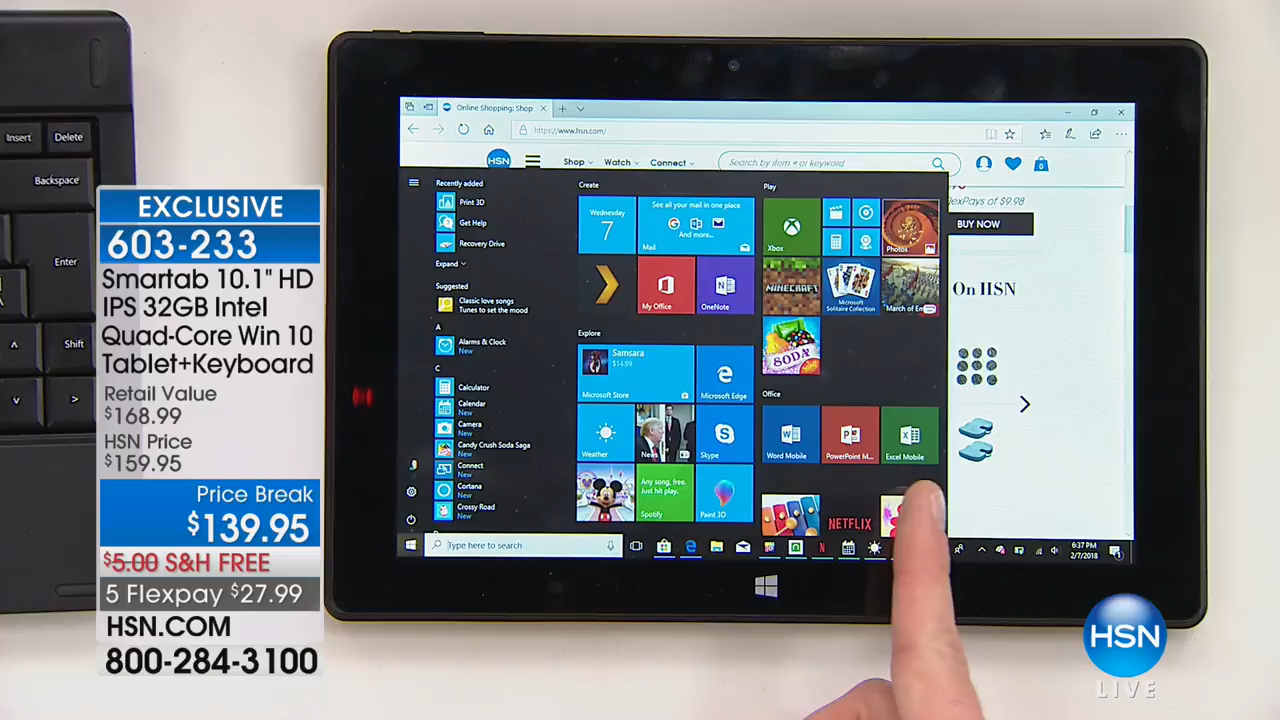 Insert
Delete
Backspace
Enter
Shift
EXCLUSIVE
603-233
Smartab 10.1" HD
IPS 32GB Intel
Quad-Core Win 10
Tablet+Keyboard
Retail Value
$168.99
HSN Price
$159.95
Price Break
$139.95
$5.00 S&H FREE
5 Flexpay $27.99
HSN.COM
800-284-3100
Online Shopping: Shop
https://www.hsn.com/
HSN
Shop
Watch
Connect
Search by item # or keyword
0
FlexPays of $9.98
BUY NOW
On HSN
Recently added
Print 3D
Get Help
Recovery Drive
Expand
Suggested
Classic love songs
Tunes to set the mood
A
Alarms & Clock
New
C
Calculator
Calendar
New
Camera
New
Candy Crush Soda Saga
New
Connect
New
Cortana
New
Crossy Road
New
Create
Wednesday
7
See all your mail in one place
And more...
Mail
My Office
OneNote
Explore
Samsara
$14.99
Microsoft Store
Microsoft Edge
Weather
News
Skype
Any song, free.
Just hit play.
Spotify
Paint 3D
Play
Xbox
Photos
MINECRAFT
Microsoft
Solitaire Collection
March of Em
SODA
Office
Word Mobile
PowerPoint M...
Excel Mobile
NETFLIX
Type here to search
6:37 PM
2/7/2018
HSN
LIVE